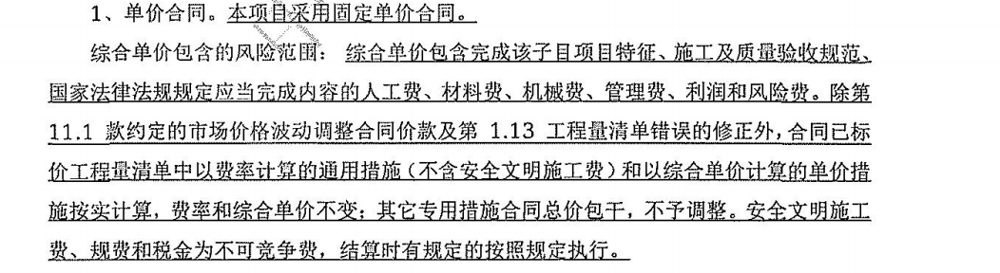 1、单价合同。本项目采用固定单价合同。
综合单价包含的风险范围： 综合单价包含完成该子目项目特征、施工及质量验收规范、
国家法律法规规定应当完成内容的人工费、材料费、机械费、管理费、利润和风险费。除第
11.1 款约定的市场价格波动调整合同价款及第 1.13 工程量清单错误的修正外，合同已标
价工程量清单中以费率计算的通用措施（不含安全文明施工费）和以综合单价计算的单价措
施按实计算，费率和综合单价不变；其它专用措施合同总价包干，不予调整。安全文明施工
费、规费和税金为不可竞争费，结算时有规定的按照规定执行。